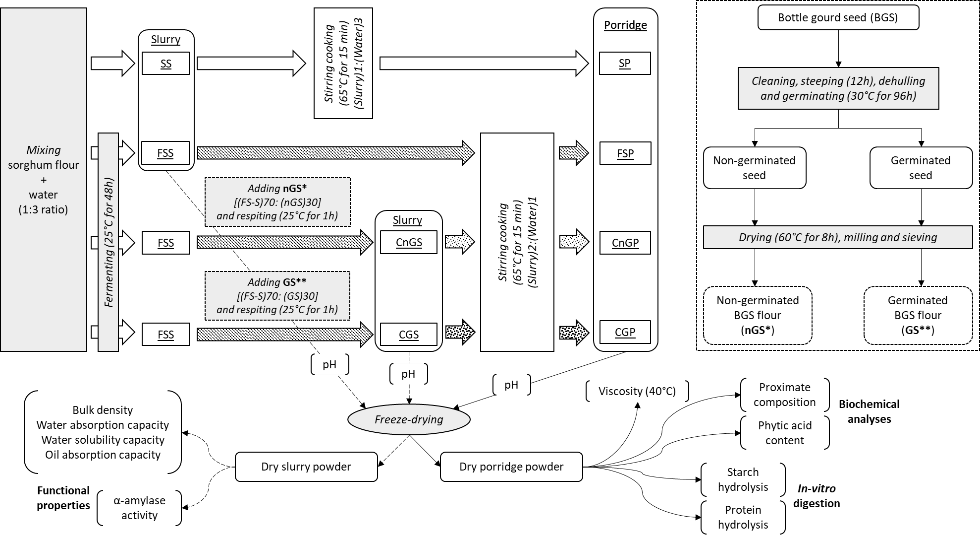 Mixing
sorghum flour
+
water
(1:3 ratio)
Fermenting (25°C for 48h)
Slurry
SS
FSS
FSS
FSS
Stirring cooking
(65°C for 15 min)
(Slurry)1:(Water)3
Adding nGS*
[(FS-S)70: (nGS)30]
and respiting (25°C for 1h)
Adding GS**
[(FS-S)70: (GS)30]
and respiting (25°C for 1h)
Slurry
CnGS
CGS
Stirring cooking
(65°C for 15 min)
(Slurry)2:(Water)1
Porridge
SP
FSP
CnGP
CGP
Bottle gourd seed (BGS)
Cleaning, steeping (12h), dehulling
and germinating (30°C for 96h)
Non-germinated
seed
Germinated
seed
Drying (60°C for 8h), milling and sieving
Non-germinated
BGS flour
(nGS*)
Germinated
BGS flour
(GS**)
pH
pH
pH
Freeze-drying
Dry slurry powder
Dry porridge powder
Bulk density
Water absorption capacity
Water solubility capacity
Oil absorption capacity
Functional
properties
α-amylase
activity
Viscosity (40°C)
Proximate
composition
Phytic acid
content
Biochemical
analyses
Starch
hydrolysis
Protein
hydrolysis
In-vitro
digestion